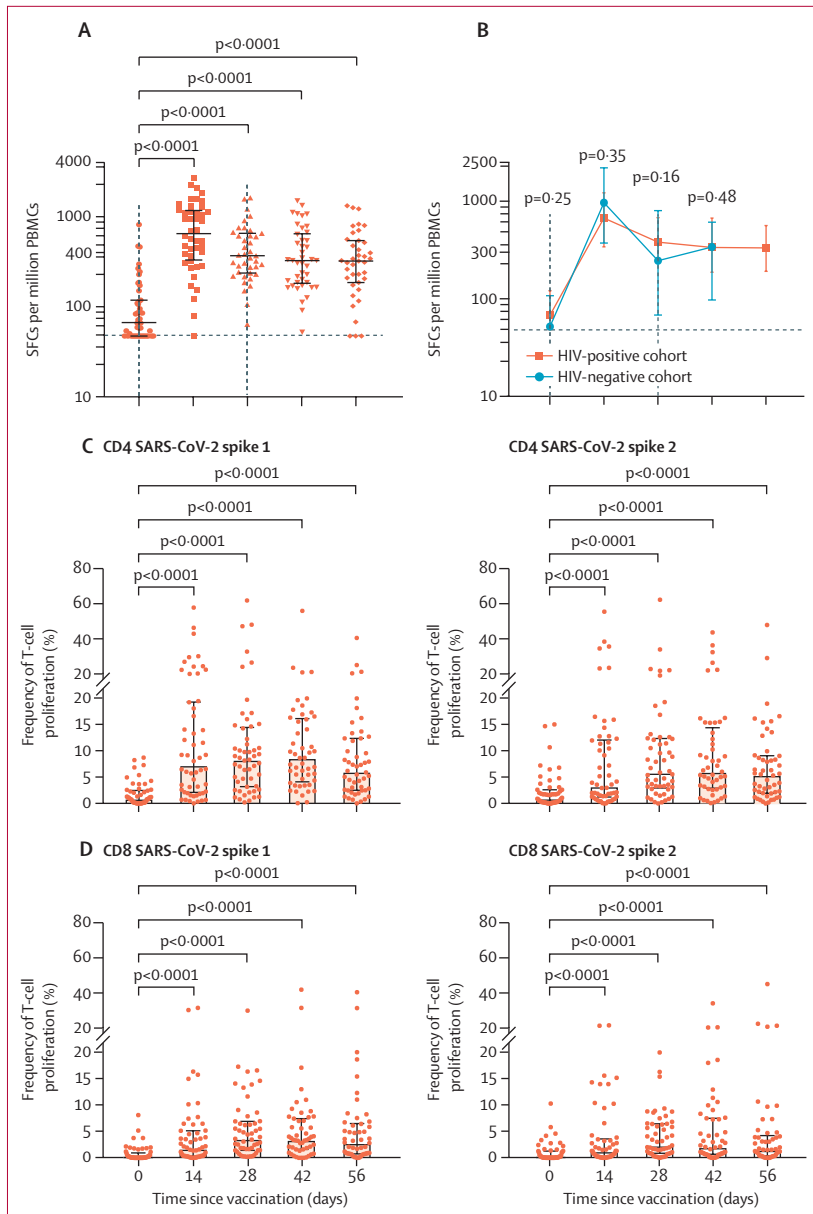 A
p<0·0001
p<0·0001
p<0·0001
p<0·0001
4000
1000
400
100
10
SFCs per million PBMCs
B
p=0·25
p=0·35
p=0·16
p=0·48
2500
1000
300
100
10
SFCs per million PBMCs
HIV-positive cohort
HIV-negative cohort
C CD4 SARS-CoV-2 spike 1
p<0·0001
p<0·0001
p<0·0001
p<0·0001
80
60
40
20
20
15
10
5
0
Frequency of T-cell
proliferation (%)
CD4 SARS-CoV-2 spike 2
p<0·0001
p<0·0001
p<0·0001
p<0·0001
80
60
40
20
20
15
10
5
0
Frequency of T-cell
proliferation (%)
D CD8 SARS-CoV-2 spike 1
p<0·0001
p<0·0001
p<0·0001
p<0·0001
80
60
40
20
20
15
10
5
0
Frequency of T-cell
proliferation (%)
0 14 28 42 56
Time since vaccination (days)
CD8 SARS-CoV-2 spike 2
p<0·0001
p<0·0001
p<0·0001
p<0·0001
80
60
40
20
20
15
10
5
0
Frequency of T-cell
proliferation (%)
0 14 28 42 56
Time since vaccination (days)